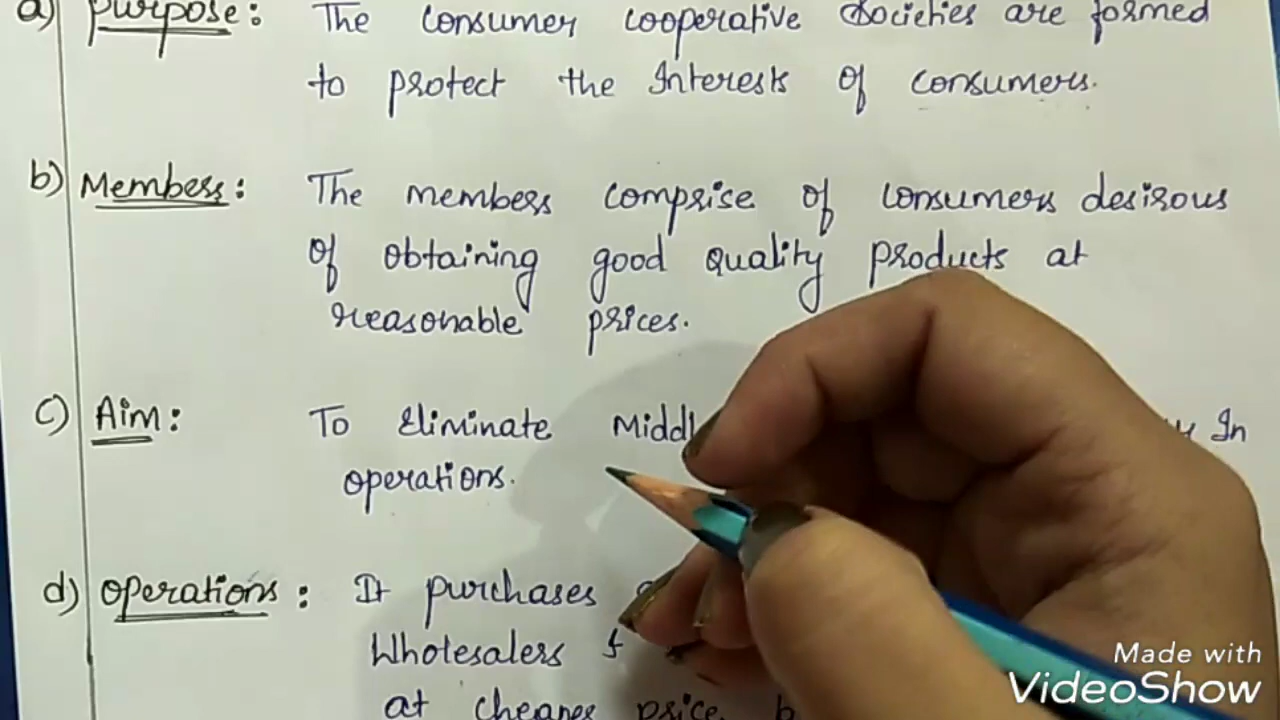 a) Purpose: The consumer cooperative Societies are formed
to protect the Interests of consumers.
b) Members: The members comprise of consumers desirous
of obtaining good quality products at
reasonable prices.
c) Aim: To Eliminate In
operations.
d) Operations: It purchases
Wholesalers &
at cheaper price
Made with
VideoShow